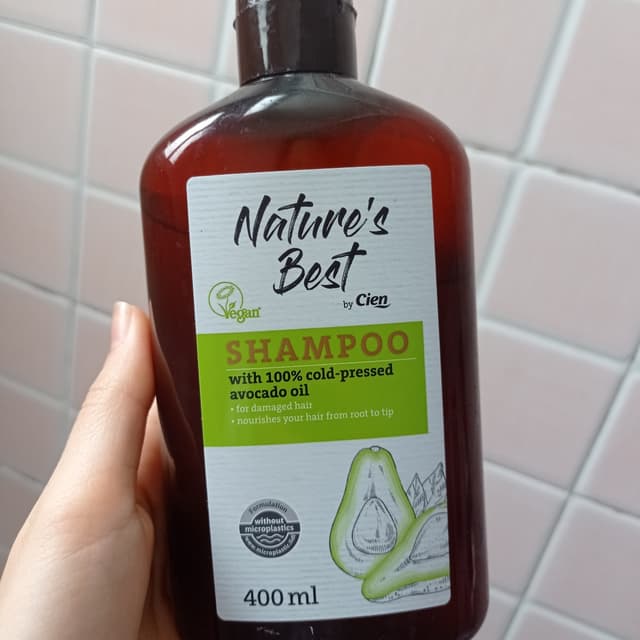 Nature's
Best
by Cien
Vegan
SHAMPOO
with 100% cold-pressed
avocado oil
• for damaged hair
• nourishes your hair from root to tip
Formulation
without
microplastics
400 ml